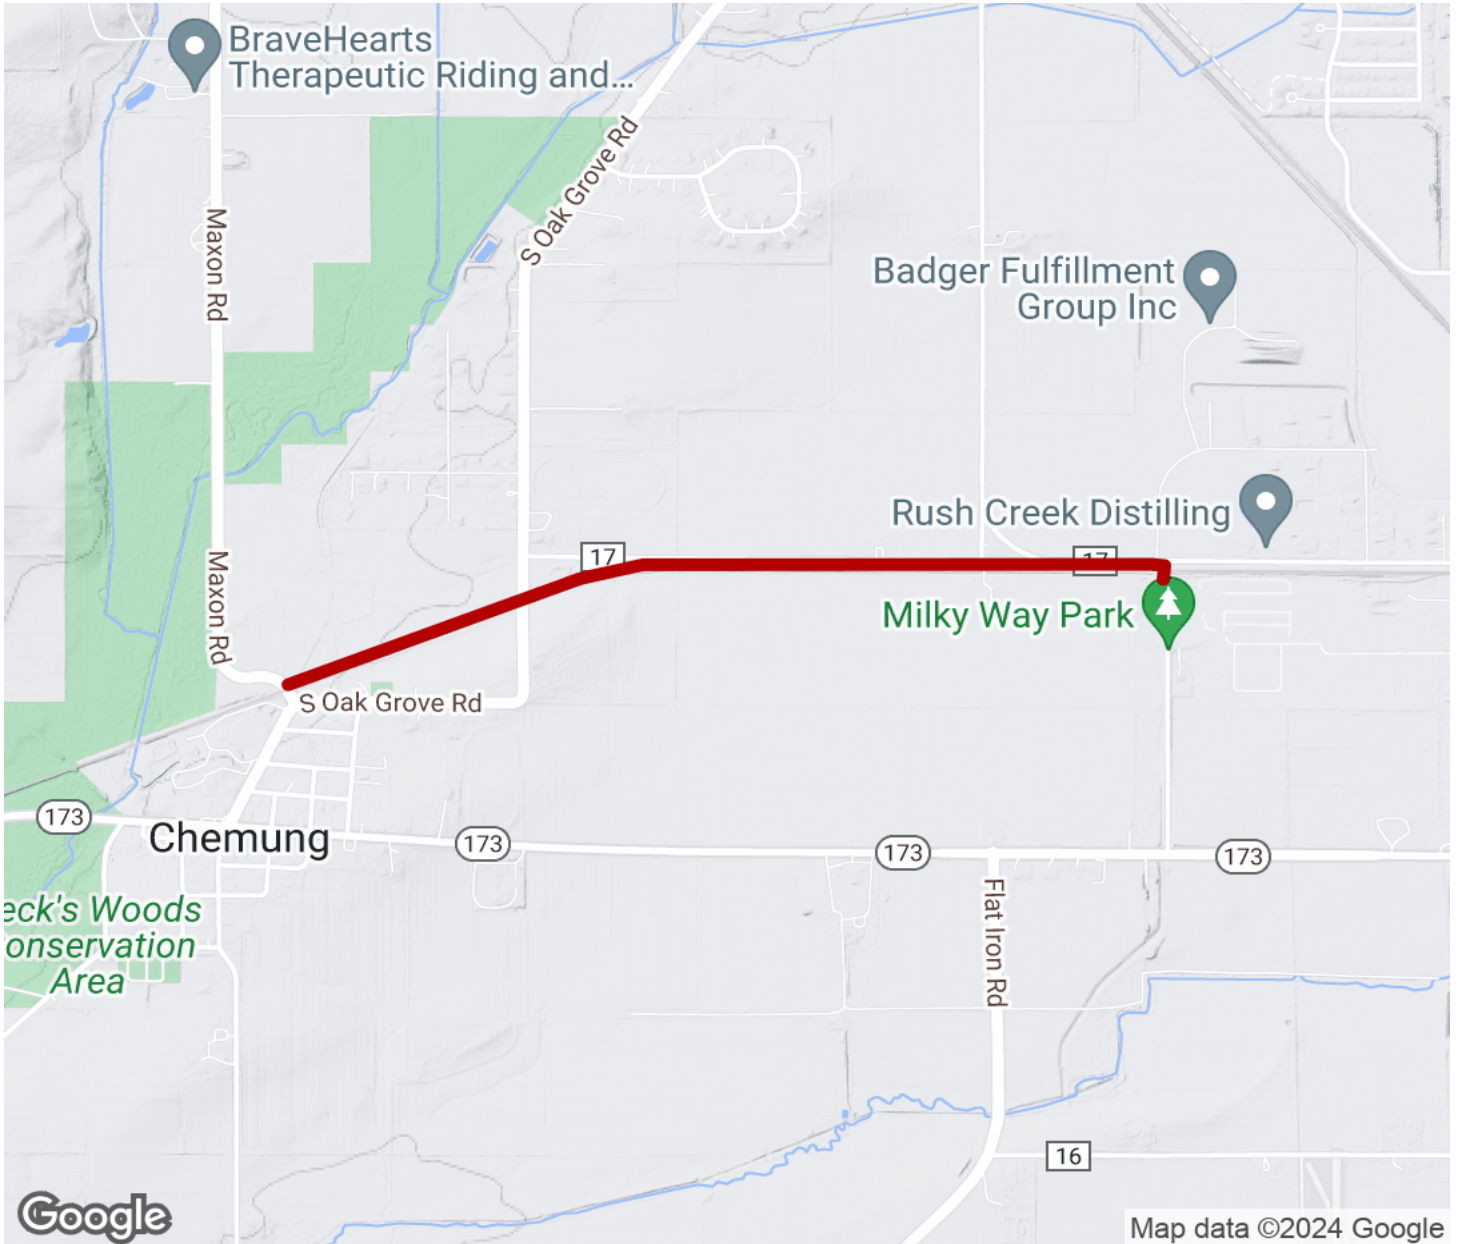 BraveHearts
Therapeutic Riding and...
S Oak Grove Rd
Maxon Rd
Badger Fulfillment
Group Inc
Rush Creek Distilling
17
17
Maxon Rd
Milky Way Park
S Oak Grove Rd
173
Chemung
173
173
173
eck's Woods
onservation
Area
Flat Iron Rd
16
Google
Map data ©2024 Google